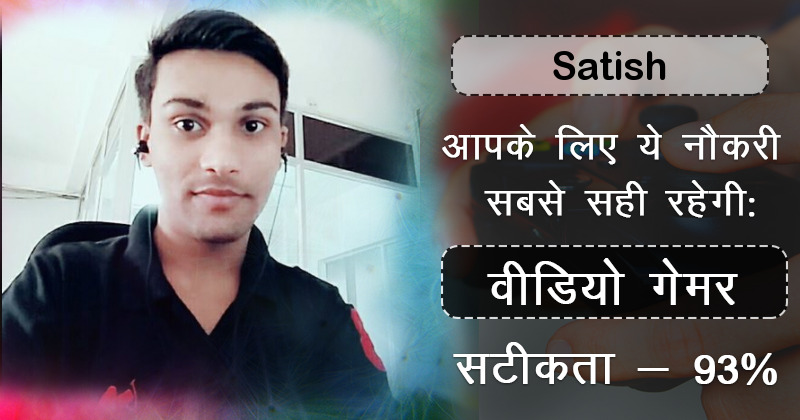 Satish
आपके लिए ये नौकरी
सबसे सही रहेगी:
वीडियो गेमर
सटीकता – 93%